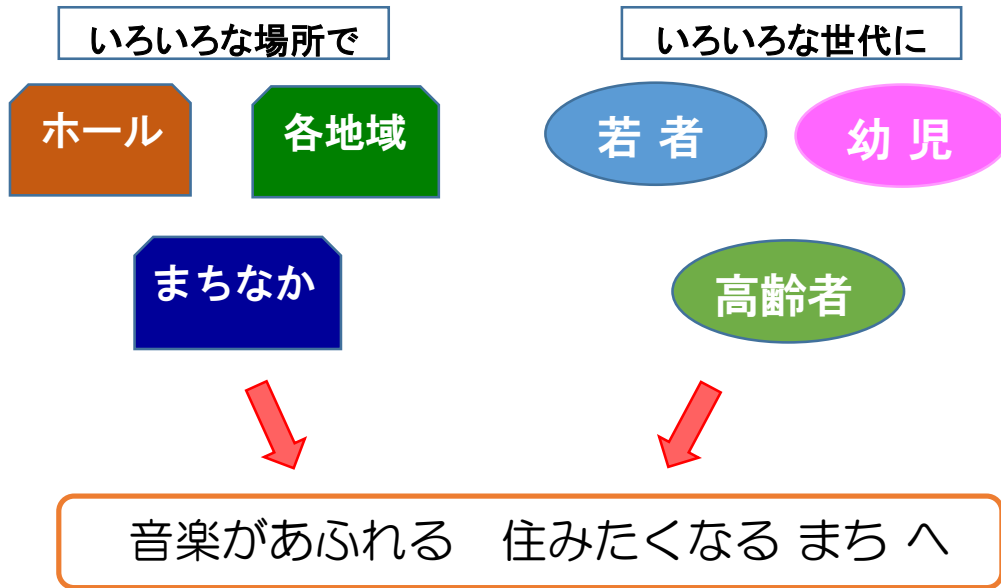 いろいろな場所で
ホール
各地域
まちなか
いろいろな世代に
若 者
幼 児
高齢者
音楽があふれる　住みたくなる まち へ